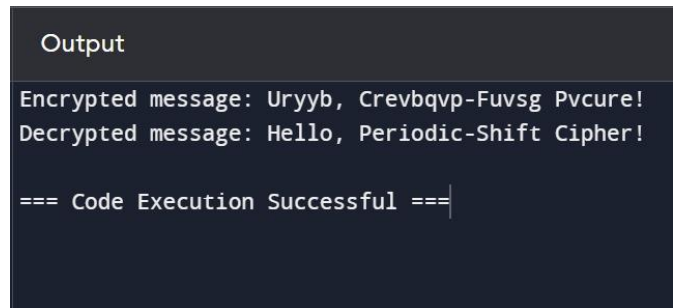 Output
Encrypted message: Uryyb, Crevbqvp-Fuvsg Pvcure!
Decrypted message: Hello, Periodic-Shift Cipher!
=== Code Execution Successful ===